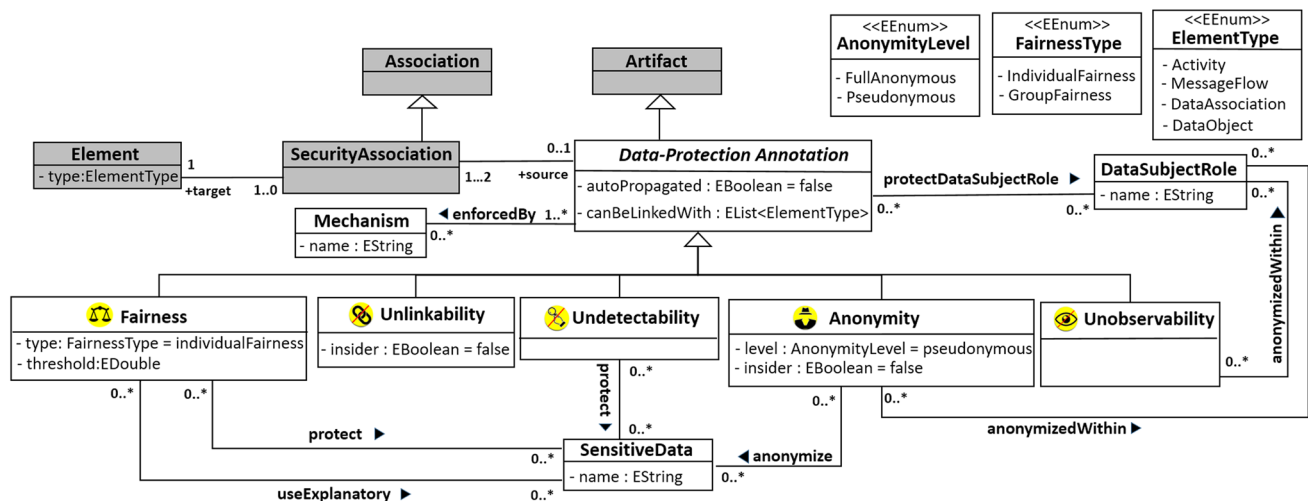 Association
Artifact
<<EEnum>>
AnonymityLevel
- FullAnonymous
- Pseudonymous
<<EEnum>>
FairnessType
- IndividualFairness
- GroupFairness
<<EEnum>>
ElementType
- Activity
- MessageFlow
- DataAssociation
- DataObject
Element
- type:ElementType
1
+target
1..0
SecurityAssociation
1...2
0..1
+source
Data-Protection Annotation
- autoPropagated : EBoolean = false
- canBeLinkedWith : EList<ElementType>
protectDataSubjectRole
0..*
0..*
DataSubjectRole
- name : EString
0..*
0..*
Mechanism
- name : EString
enforcedBy
1..*
0..*
anonymizedWithin
Fairness
- type: FairnessType = individualFairness
- threshold:EDouble
Unlinkability
- insider : EBoolean = false
Undetectability
Anonymity
- level : AnonymityLevel = pseudonymous
- insider : EBoolean = false
Unobservability
0..*
0..*
0..*
0..*
0..*
0..*
protect
protect
0..*
0..*
anonymizedWithin
SensitiveData
- name : EString
anonymize
0..*
useExplanatory
0..*